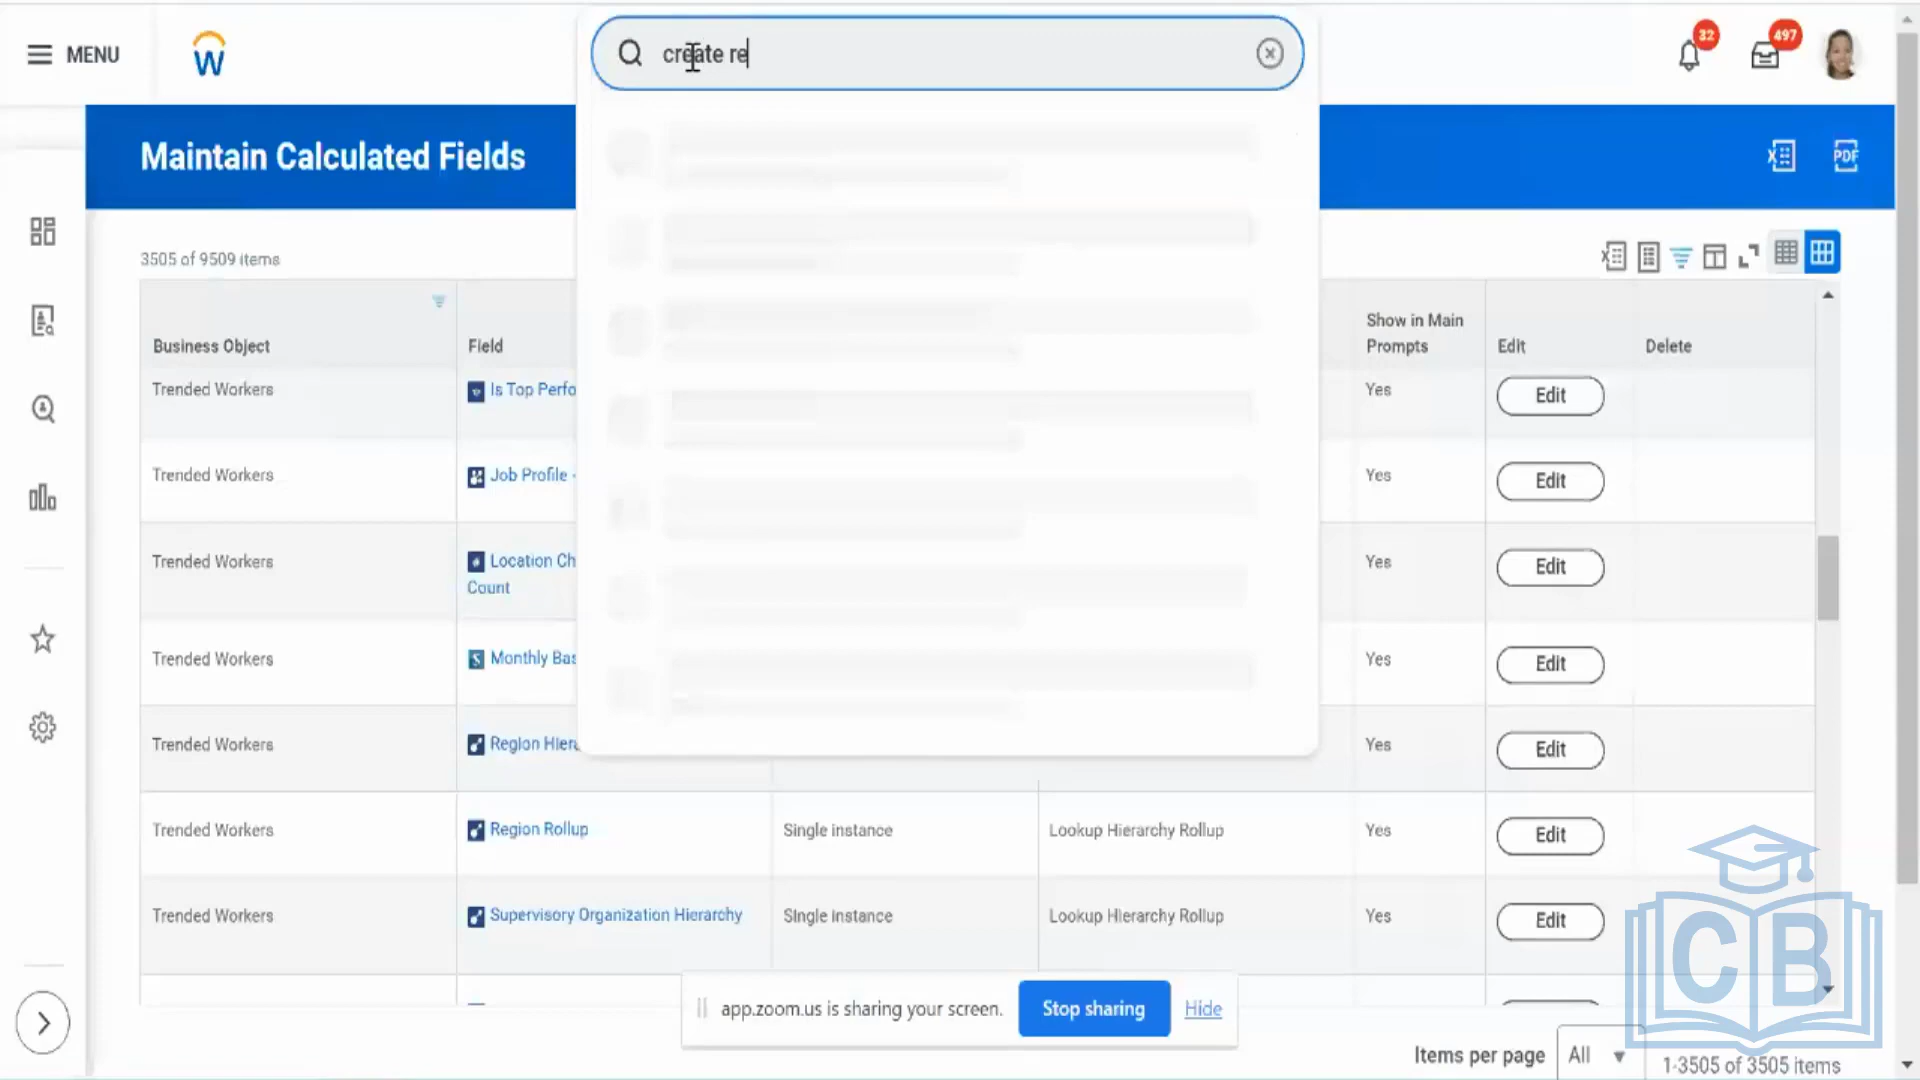 MENU
create re
32
497
Maintain Calculated Fields
X
PDF
3505 of 9509 items
Business Object
Field
Show in Main
Prompts
Edit
Delete
Trended Workers
Is Top Perfo
Yes
Edit
Trended Workers
Job Profile -
Yes
Edit
Trended Workers
Location Ch
Count
Yes
Edit
Trended Workers
Monthly Bas
Yes
Edit
Trended Workers
Region Hiera
Yes
Edit
Trended Workers
Region Rollup
Single instance
Lookup Hierarchy Rollup
Yes
Edit
Trended Workers
Supervisory Organization Hierarchy
Single instance
Lookup Hierarchy Rollup
Yes
Edit
app.zoom.us is sharing your screen.
Stop sharing
Hide
CB
Items per page
All
1-3505 of 3505 items